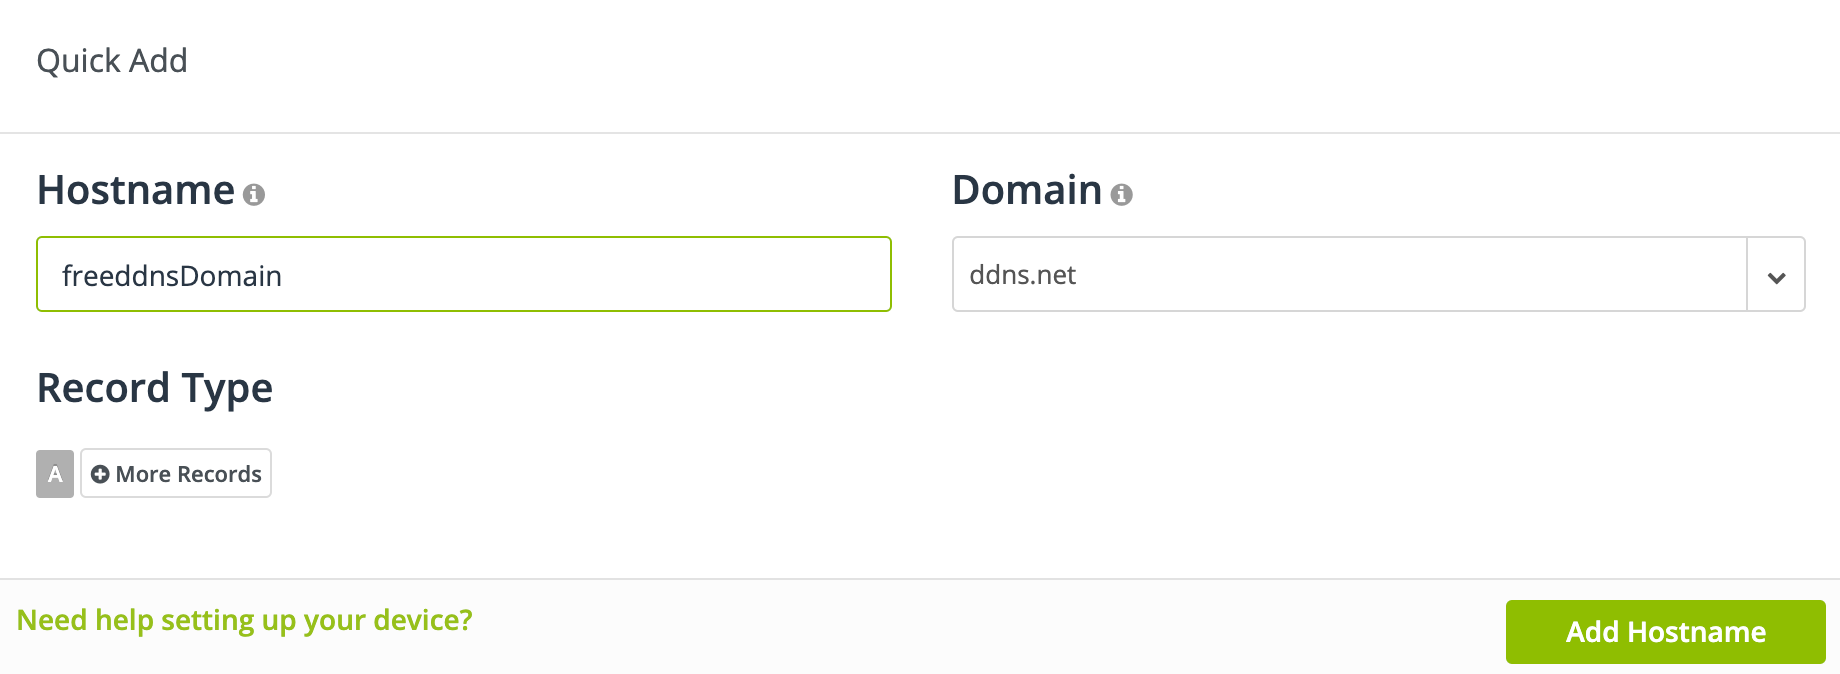 Quick Add
Hostname
Domain
freeddnsDomain
ddns.net
Record Type
A
More Records
Need help setting up your device?
Add Hostname